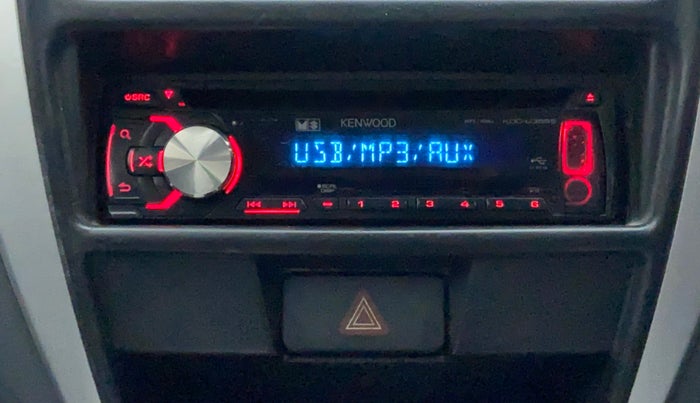 SRC
KENWOOD
USB/MP3/AUX
1 2 3 4 5 6